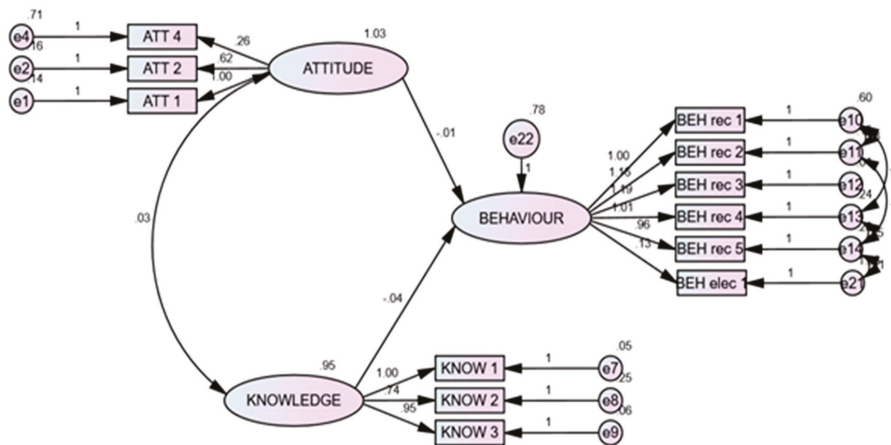 .71
e4
1
ATT 4
.26
1.03
.16
e2
1
ATT 2
.62
ATTITUDE
.14
e1
1
ATT 1
1.00
-.01
.03
.78
e22
1
BEHAVIOUR
1.00
1.19
1.01
.96
.13
BEH rec 1
1
e10
.60
BEH rec 2
1
e11
BEH rec 3
1
e12
.24
BEH rec 4
1
e13
BEH rec 5
1
e14
BEH elec 1
1
e21
-.04
.95
KNOWLEDGE
1.00
.74
.95
KNOW 1
1
e7
.05
KNOW 2
1
e8
.25
KNOW 3
1
e9
.06